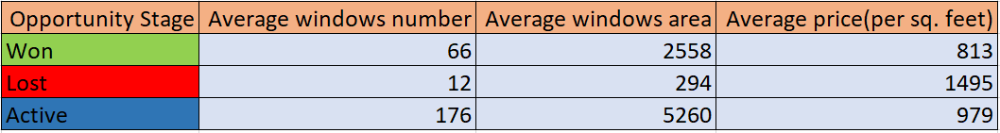 Opportunity Stage Average windows number Average windows area Average price(per sq. feet)
Won 66 2558 813
Lost 12 294 1495
Active 176 5260 979